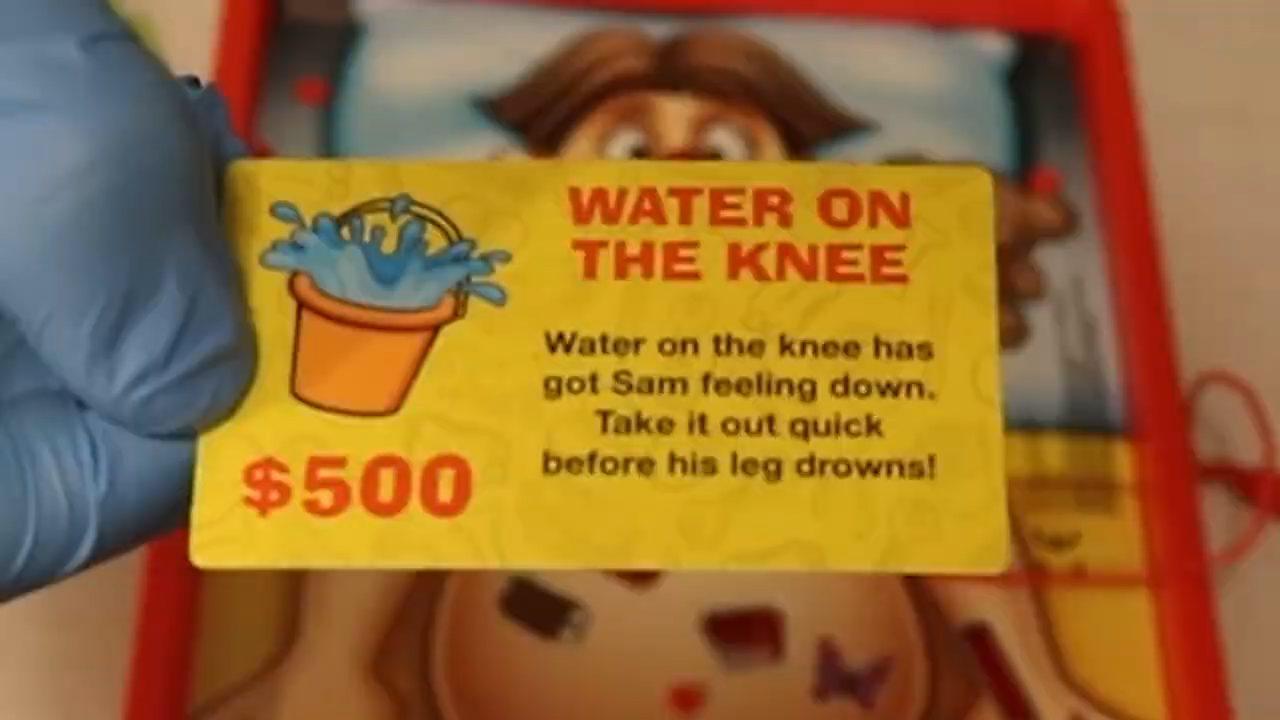 WATER ON
THE KNEE
Water on the knee has
got Sam feeling down.
Take it out quick
before his leg drowns!
$500